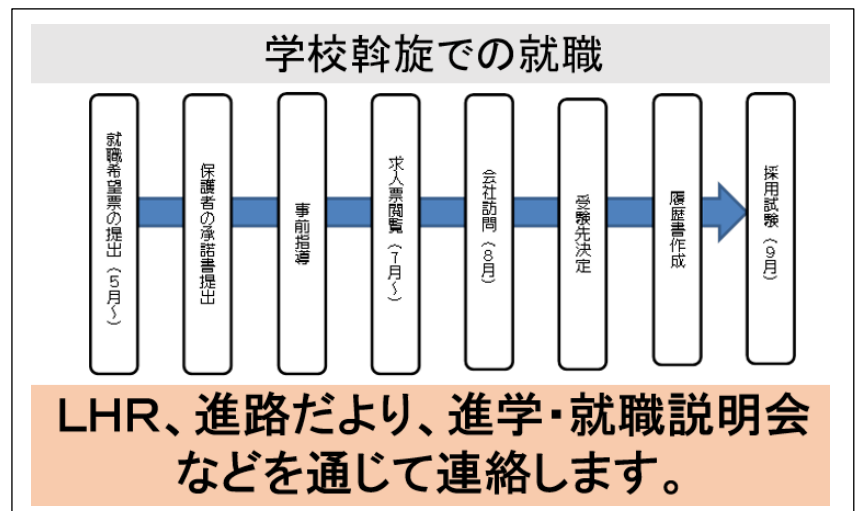 学校斡旋での就職
就職希望票の提出（５月～）
保護者の承諾書提出
事前指導
求人票閲覧（７月～）
会社訪問（８月）
受験先決定
履歴書作成
採用試験（９月）
ＬＨＲ、進路だより、進学・就職説明会
などを通じて連絡します。